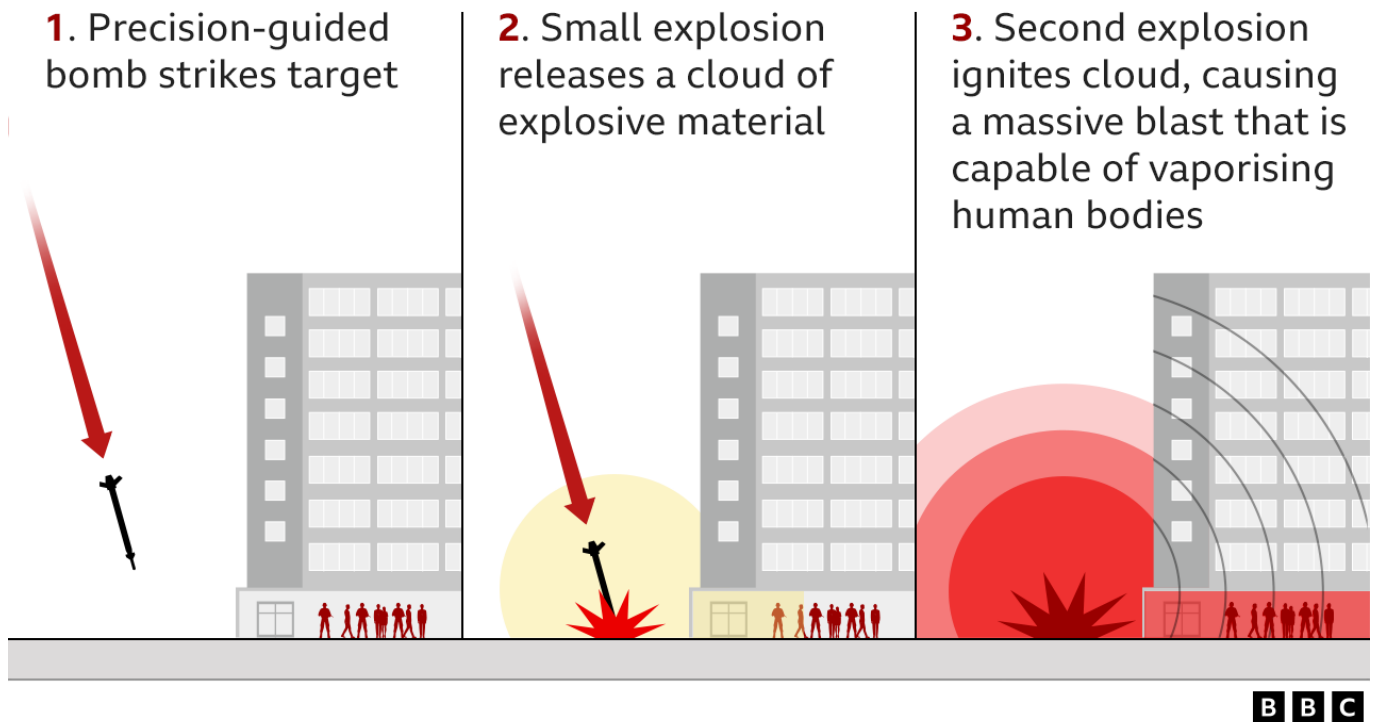 1. Precision-guided
bomb strikes target
2. Small explosion
releases a cloud of
explosive material
3. Second explosion
ignites cloud, causing
a massive blast that is
capable of vaporising
human bodies
BBC